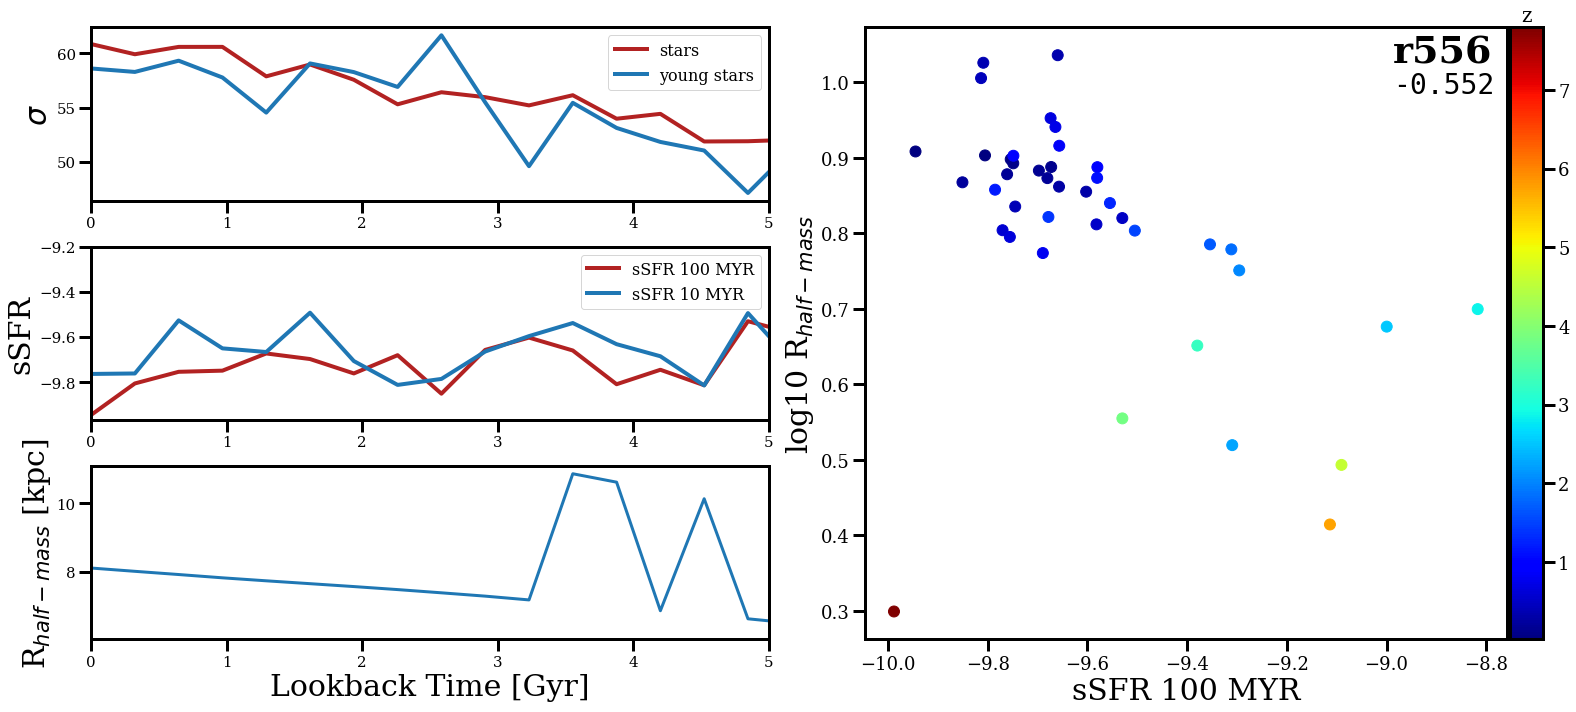 60
55
50
σ
stars
young stars
0 1 2 3 4 5
−9.2
−9.4
−9.6
−9.8
sSFR
sSFR 100 MYR
sSFR 10 MYR
0 1 2 3 4 5
10
8
R_half−mass [kpc]
0 1 2 3 4 5
Lookback Time [Gyr]
r556
-0.552
1.0
0.9
0.8
0.7
0.6
0.5
0.4
0.3
log10 R_half−mass
−10.0 −9.8 −9.6 −9.4 −9.2 −9.0 −8.8
sSFR 100 MYR
z
7
6
5
4
3
2
1